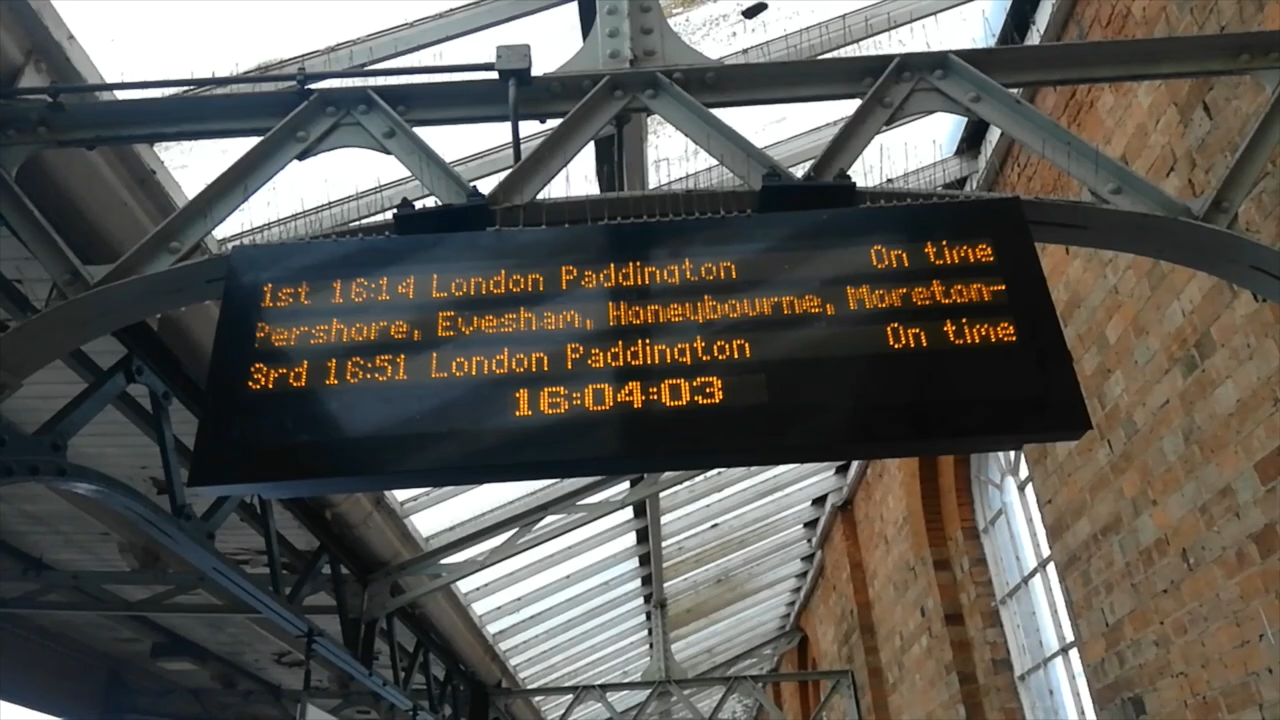 1st 16:14 London Paddington On time
Pershore, Evesham, Honeybourne, Moreton-
3rd 16:51 London Paddington On time
16:04:03